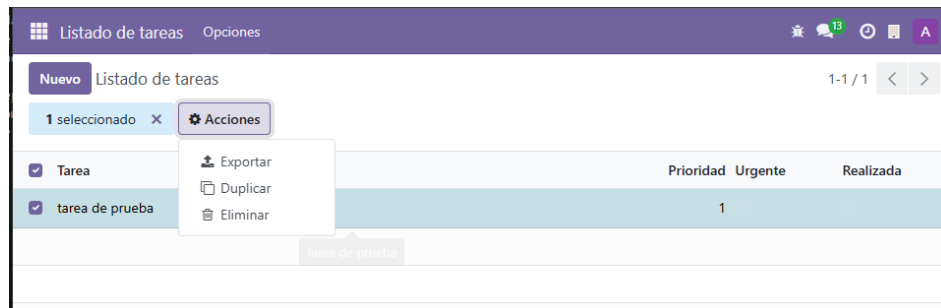 Listado de tareas Opciones 13 A
Nuevo Listado de tareas 1-1 / 1
1 seleccionado Acciones
Exportar
Duplicar
Eliminar
Tarea Prioridad Urgente Realizada
tarea de prueba 1
tarea de prueba